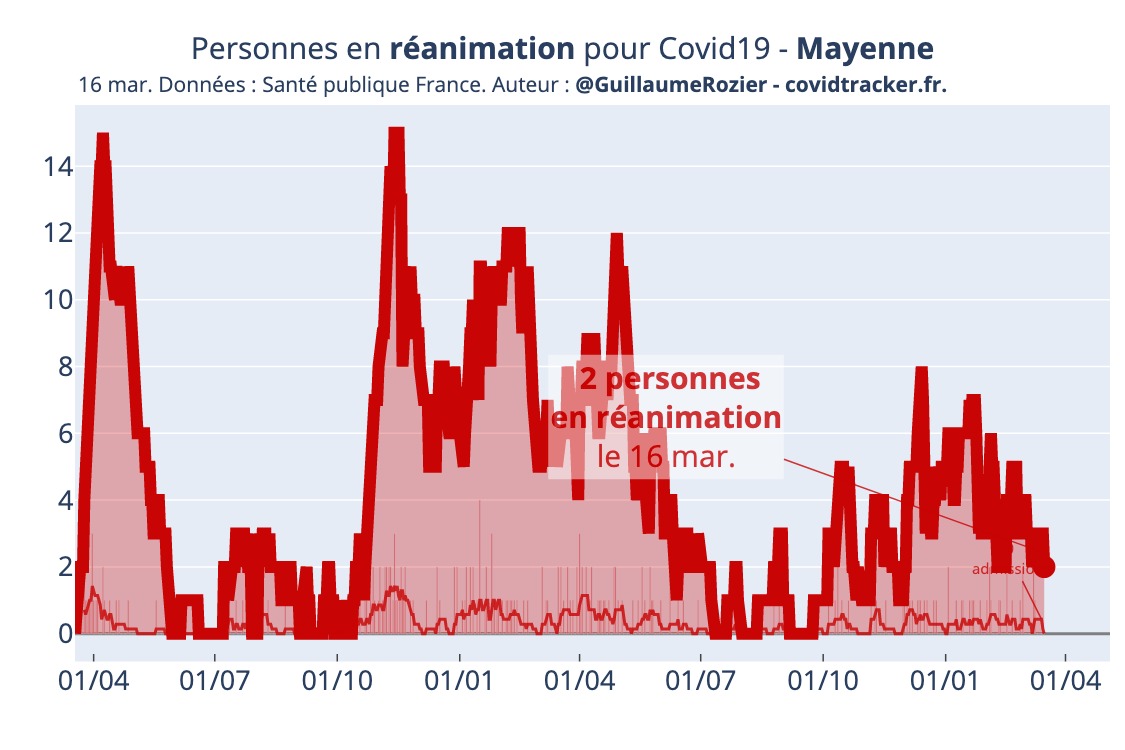 Personnes en réanimation pour Covid19 - Mayenne
16 mar. Données : Santé publique France. Auteur : @GuillaumeRozier - covidtracker.fr.
14
12
10
8
6
4
2
0
2 personnes
en réanimation
le 16 mar.
01/04 01/07 01/10 01/01 01/04 01/07 01/10 01/01 01/04